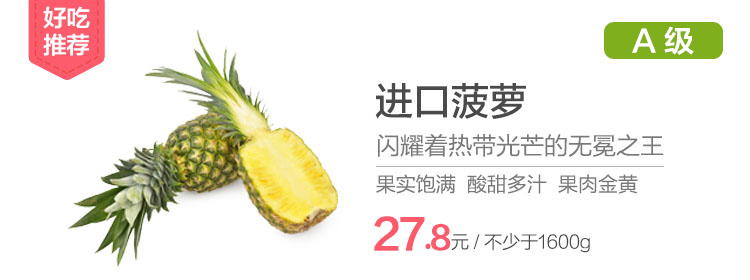 好吃
推荐
A级
进口菠萝
闪耀着热带光芒的无冕之王
果实饱满 酸甜多汁 果肉金黄
27.8元 / 不少于1600g